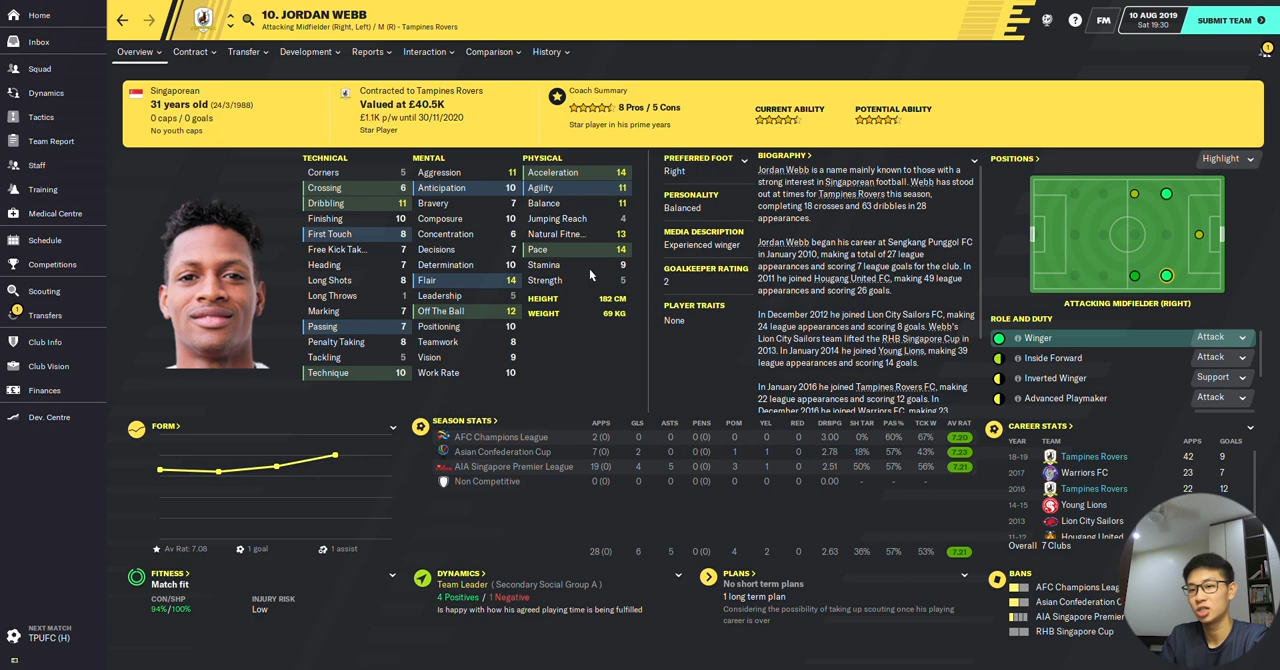 Home
Inbox
Squad
Dynamics
Tactics
Team Report
Staff
Training
Medical Centre
Schedule
Competitions
Scouting
1
Transfers
Club Info
Club Vision
Finances
Dev. Centre
NEXT MATCH
TPUFC (H)
10. JORDAN WEBB
Attacking Midfielder (Right, Left) / M (R) - Tampines Rovers
?
FM
10 AUG 2019
Sat 19:30
SUBMIT TEAM
1
Overview
Contract
Transfer
Development
Reports
Interaction
Comparison
History
Singaporean
31 years old (24/3/1988)
0 caps / 0 goals
No youth caps
Contracted to Tampines Rovers
Valued at £40.5K
£1.1K p/w until 30/11/2020
Star Player
Coach Summary
8 Pros / 5 Cons
Star player in his prime years
CURRENT ABILITY
POTENTIAL ABILITY
TECHNICAL
Corners 5
Crossing 6
Dribbling 11
Finishing 10
First Touch 8
Free Kick Tak... 7
Heading 7
Long Shots 8
Long Throws 1
Marking 7
Passing 7
Penalty Taking 8
Tackling 5
Technique 10
MENTAL
Aggression 11
Anticipation 10
Bravery 7
Composure 10
Concentration 6
Decisions 7
Determination 10
Flair 14
Leadership 5
Off The Ball 12
Positioning 10
Teamwork 8
Vision 9
Work Rate 10
PHYSICAL
Acceleration 14
Agility 11
Balance 11
Jumping Reach 4
Natural Fitne... 13
Pace 14
Stamina 9
Strength 5
HEIGHT 182 CM
WEIGHT 69 KG
PREFERRED FOOT
Right
PERSONALITY
Balanced
MEDIA DESCRIPTION
Experienced winger
GOALKEEPER RATING
2
PLAYER TRAITS
None
BIOGRAPHY >
Jordan Webb is a name mainly known to those with a
strong interest in Singaporean football. Webb has stood
out at times for Tampines Rovers this season,
completing 18 crosses and 63 dribbles in 28
appearances.
Jordan Webb began his career at Sengkang Punggol FC
in January 2010, making a total of 27 league
appearances and scoring 7 league goals for the club. In
2011 he joined Hougang United FC, making 49 league
appearances and scoring 26 goals.
In December 2012 he joined Lion City Sailors FC,
making 24 league appearances and scoring 8 goals. Webb's
Lion City Sailors team lifted the RHB Singapore Cup in
2013. In January 2014 he joined Young Lions, making 39
league appearances and scoring 14 goals.
In January 2016 he joined Tampines Rovers FC, making
22 league appearances and scoring 12 goals. In
December 2016 he joined Warriors FC, making 23
POSITIONS >
Highlight
ATTACKING MIDFIELDER (RIGHT)
ROLE AND DUTY
Winger Attack
Inside Forward Attack
Inverted Winger Support
Advanced Playmaker Attack
FORM >
Av Rat: 7.08
1 goal
1 assist
SEASON STATS > APPS GLS ASTS PENS POM YEL RED DRBPG SH TAR PAS % TCK W AV RAT
AFC Champions League 2 (0) 0 0 0 (0) 0 0 0 3.00 0% 60% 67% 7.20
Asian Confederation Cup 7 (0) 2 0 0 (0) 1 1 0 2.78 18% 57% 43% 7.23
AIA Singapore Premier League 19 (0) 4 5 0 (0) 3 1 0 2.51 50% 57% 56% 7.21
Non Competitive 0 (0) 0 0 0 (0) 0 0 0 0.00 - - - -
28 (0) 6 5 0 (0) 4 2 0 2.63 36% 57% 53% 7.21
CAREER STATS >
YEAR TEAM APPS GOALS
18-19 Tampines Rovers 42 9
2017 Warriors FC 23 7
2016 Tampines Rovers 22 12
14-15 Young Lions
2013 Lion City Sailors
11-12 Hougang United
Overall 7 Clubs
FITNESS >
Match fit
CON/SHP
94%/100%
INJURY RISK
Low
DYNAMICS >
Team Leader (Secondary Social Group A)
4 Positives / 1 Negative
Is happy with how his agreed playing time is being fulfilled
PLANS >
No short term plans
1 long term plan
Considering the possibility of taking up scouting once his playing
career is over
BANS
AFC Champions Leag
Asian Confederation C
AIA Singapore Premier
RHB Singapore Cup